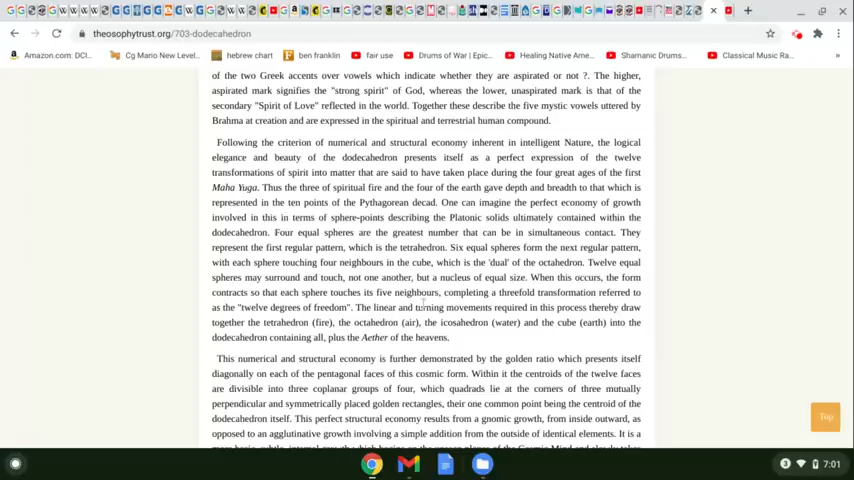 theosophytrust.org/703-dodecahedron
Amazon.com: DCI...
Cg Mario New Level...
hebrew chart
ben franklin
fair use
Drums of War | Epic...
Healing Native Ame...
Shamanic Drums...
Classical Music Ra...
of the two Greek accents over vowels which indicate whether they are aspirated or not ?. The higher,
aspirated mark signifies the "strong spirit" of God, whereas the lower, unaspirated mark is that of the
secondary "Spirit of Love" reflected in the world. Together these describe the five mystic vowels uttered by
Brahma at creation and are expressed in the spiritual and terrestrial human compound.
Following the criterion of numerical and structural economy inherent in intelligent Nature, the logical
elegance and beauty of the dodecahedron presents itself as a perfect expression of the twelve
transformations of spirit into matter that are said to have taken place during the four great ages of the first
Maha Yuga. Thus the three of spiritual fire and the four of the earth gave depth and breadth to that which is
represented in the ten points of the Pythagorean decad. One can imagine the perfect economy of growth
involved in this in terms of sphere-points describing the Platonic solids ultimately contained within the
dodecahedron. Four equal spheres are the greatest number that can be in simultaneous contact. They
represent the first regular pattern, which is the tetrahedron. Six equal spheres form the next regular pattern,
with each sphere touching four neighbours in the cube, which is the 'dual' of the octahedron. Twelve equal
spheres may surround and touch, not one another, but a nucleus of equal size. When this occurs, the form
contracts so that each sphere touches its five neighbours, completing a threefold transformation referred to
as the "twelve degrees of freedom". The linear and turning movements required in this process thereby draw
together the tetrahedron (fire), the octahedron (air), the icosahedron (water) and the cube (earth) into the
dodecahedron containing all, plus the Aether of the heavens.
This numerical and structural economy is further demonstrated by the golden ratio which presents itself
diagonally on each of the pentagonal faces of this cosmic form. Within it the centroids of the twelve faces
are divisible into three coplanar groups of four, which quadrads lie at the corners of three mutually
perpendicular and symmetrically placed golden rectangles, their one common point being the centroid of the
dodecahedron itself. This perfect structural economy results from a gnomic growth, from inside outward, as
opposed to an agglutinative growth involving a simple addition from the outside of identical elements. It is a
Top
3
7:01